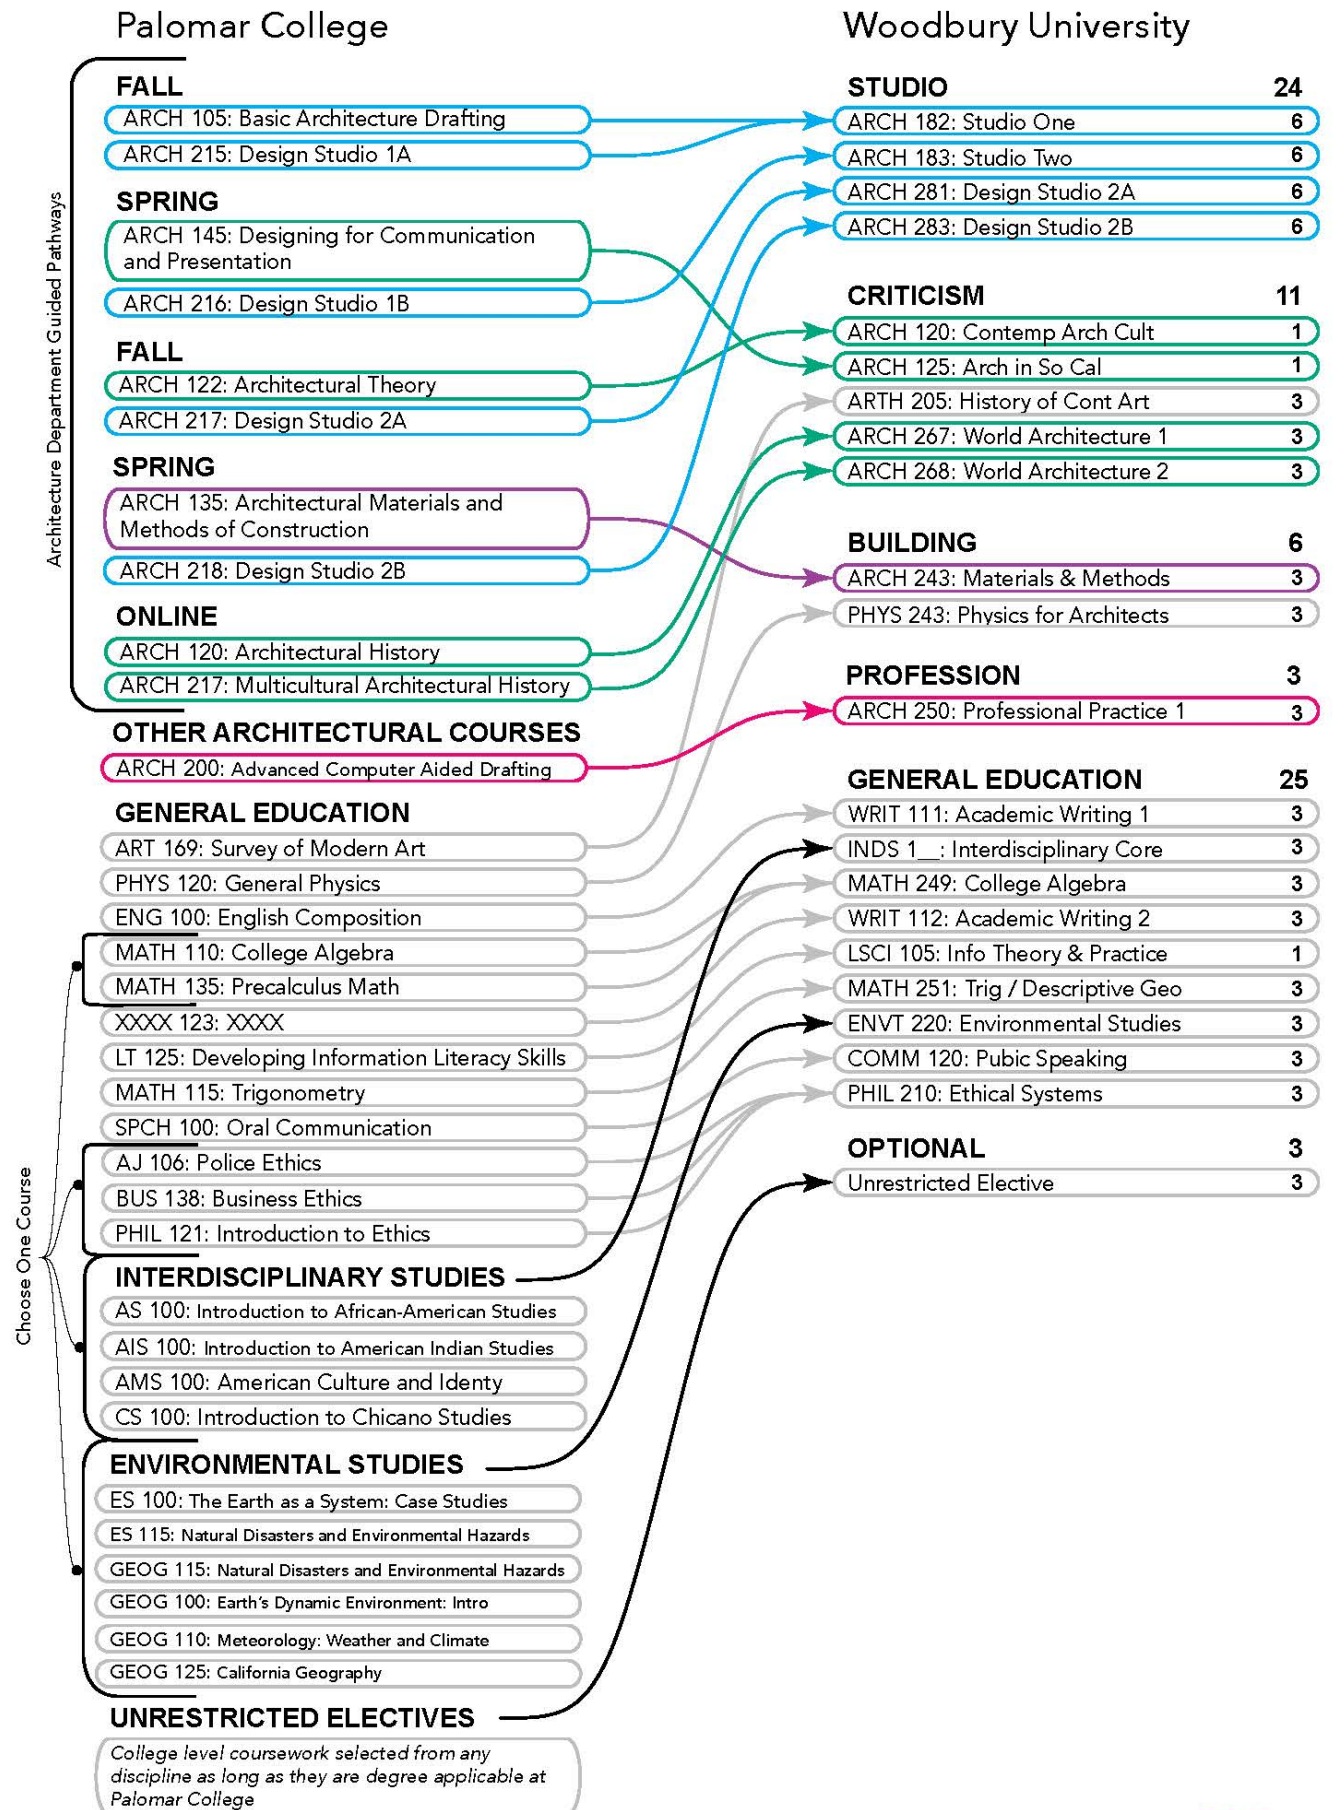 Palomar College
Architecture Department Guided Pathways
FALL
ARCH 105: Basic Architecture Drafting
ARCH 215: Design Studio 1A
SPRING
ARCH 145: Designing for Communication
and Presentation
ARCH 216: Design Studio 1B
FALL
ARCH 122: Architectural Theory
ARCH 217: Design Studio 2A
SPRING
ARCH 135: Architectural Materials and
Methods of Construction
ARCH 218: Design Studio 2B
ONLINE
ARCH 120: Architectural History
ARCH 217: Multicultural Architectural History
OTHER ARCHITECTURAL COURSES
ARCH 200: Advanced Computer Aided Drafting
GENERAL EDUCATION
ART 169: Survey of Modern Art
PHYS 120: General Physics
ENG 100: English Composition
MATH 110: College Algebra
MATH 135: Precalculus Math
XXXX 123: XXXX
LT 125: Developing Information Literacy Skills
MATH 115: Trigonometry
SPCH 100: Oral Communication
Choose One Course
AJ 106: Police Ethics
BUS 138: Business Ethics
PHIL 121: Introduction to Ethics
INTERDISCIPLINARY STUDIES
AS 100: Introduction to African-American Studies
AIS 100: Introduction to American Indian Studies
AMS 100: American Culture and Identy
CS 100: Introduction to Chicano Studies
ENVIRONMENTAL STUDIES
ES 100: The Earth as a System: Case Studies
ES 115: Natural Disasters and Environmental Hazards
GEOG 115: Natural Disasters and Environmental Hazards
GEOG 100: Earth's Dynamic Environment: Intro
GEOG 110: Meteorology: Weather and Climate
GEOG 125: California Geography
UNRESTRICTED ELECTIVES
College level coursework selected from any
discipline as long as they are degree applicable at
Palomar College
Woodbury University
STUDIO 24
ARCH 182: Studio One 6
ARCH 183: Studio Two 6
ARCH 281: Design Studio 2A 6
ARCH 283: Design Studio 2B 6
CRITICISM 11
ARCH 120: Contemp Arch Cult 1
ARCH 125: Arch in So Cal 1
ARTH 205: History of Cont Art 3
ARCH 267: World Architecture 1 3
ARCH 268: World Architecture 2 3
BUILDING 6
ARCH 243: Materials & Methods 3
PHYS 243: Physics for Architects 3
PROFESSION 3
ARCH 250: Professional Practice 1 3
GENERAL EDUCATION 25
WRIT 111: Academic Writing 1 3
INDS 1__: Interdisciplinary Core 3
MATH 249: College Algebra 3
WRIT 112: Academic Writing 2 3
LSCI 105: Info Theory & Practice 1
MATH 251: Trig / Descriptive Geo 3
ENVT 220: Environmental Studies 3
COMM 120: Pubic Speaking 3
PHIL 210: Ethical Systems 3
OPTIONAL 3
Unrestricted Elective 3